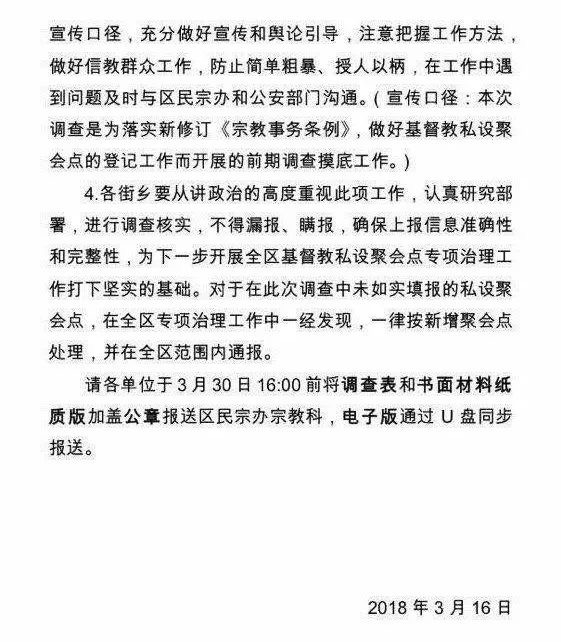 宣传口径，充分做好宣传和舆论引导，注意把握工作方法，
做好信教群众工作，防止简单粗暴、授人以柄，在工作中遇
到问题及时与区民宗办和公安部门沟通。（宣传口径：本次
调查是为落实新修订《宗教事务条例》，做好基督教私设聚
会点的登记工作而开展的前期调查摸底工作。)
4.各街乡要从讲政治的高度重视此项工作，认真研究部
署，进行调查核实，不得漏报、瞒报，确保上报信息准确性
和完整性，为下一步开展全区基督教私设聚会点专项治理工
作打下坚实的基础。对于在此次调查中未如实填报的私设聚
会点，在全区专项治理工作中一经发现，一律按新增聚会点
处理，并在全区范围内通报。
请各单位于3月30日16:00前将调查表和书面材料纸
质版加盖公章报送区民宗办宗教科，电子版通过 U 盘同步
报送。
2018 年 3 月 16 日